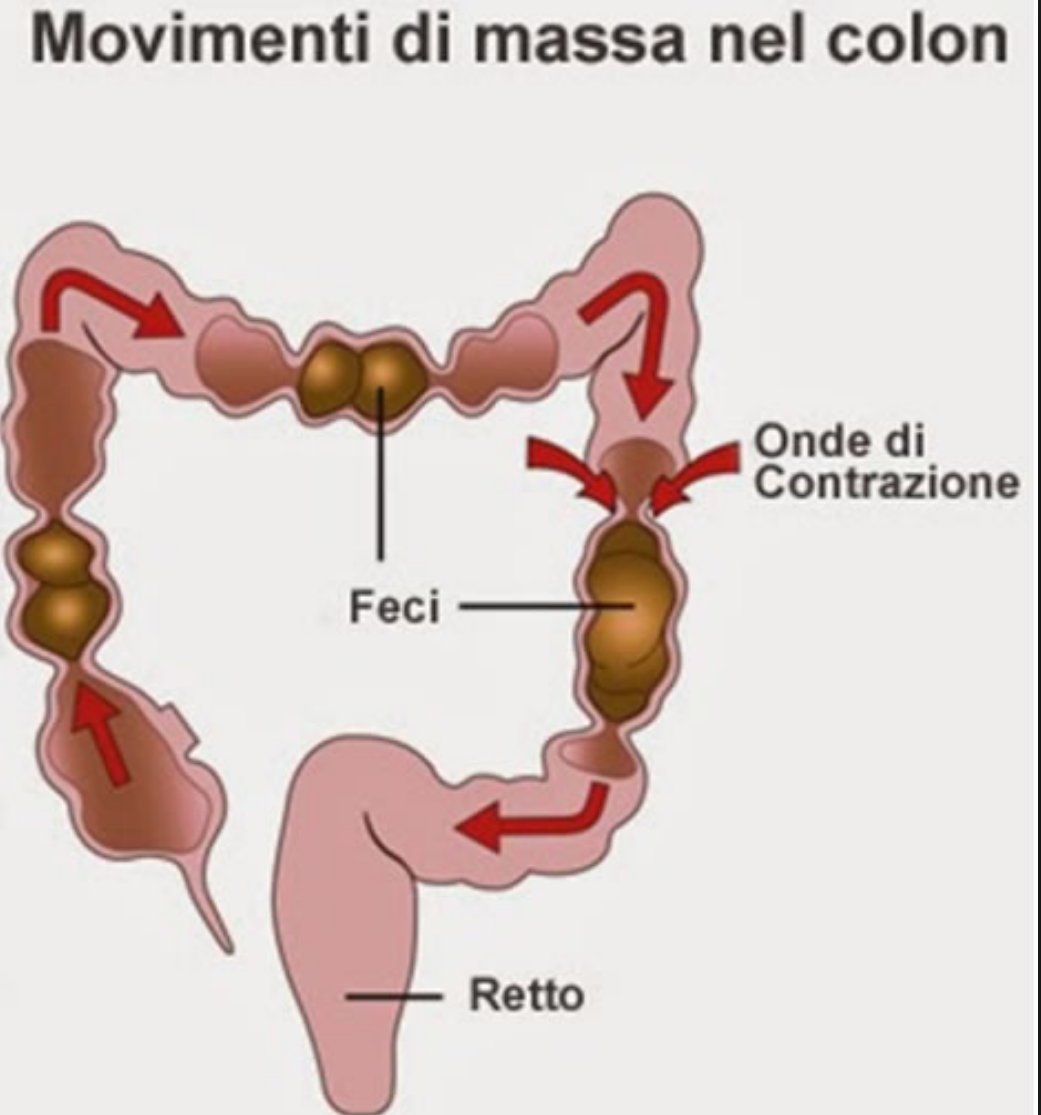 Movimenti di massa nel colon
Onde di
Contrazione
Feci
Retto